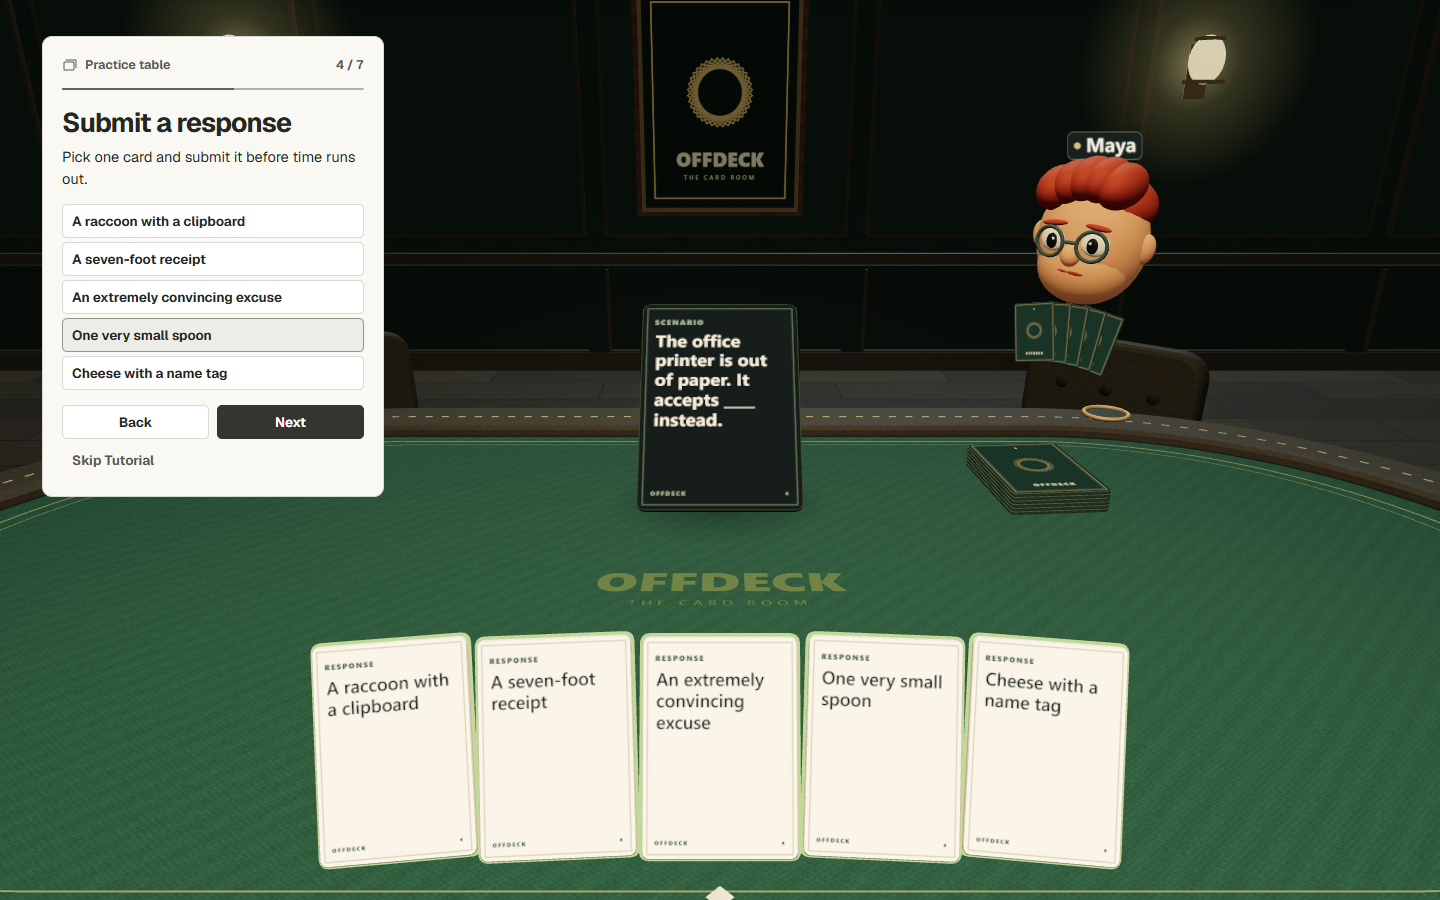 Practice table
4 / 7
Submit a response
Pick one card and submit it before time runs
out.
A raccoon with a clipboard
A seven-foot receipt
An extremely convincing excuse
One very small spoon
Cheese with a name tag
Back
Next
Skip Tutorial
OFFDECK
THE CARD ROOM
Maya
SCENARIO
The office
printer is out
of paper. It
accepts ____
instead.
OFFDECK
OFFDECK
OFFDECK
OFFDECK
THE CARD ROOM
RESPONSE
A raccoon with
a clipboard
OFFDECK
RESPONSE
A seven-foot
receipt
OFFDECK
RESPONSE
An extremely
convincing
excuse
OFFDECK
RESPONSE
One very small
spoon
OFFDECK
RESPONSE
Cheese with a
name tag
OFFDECK